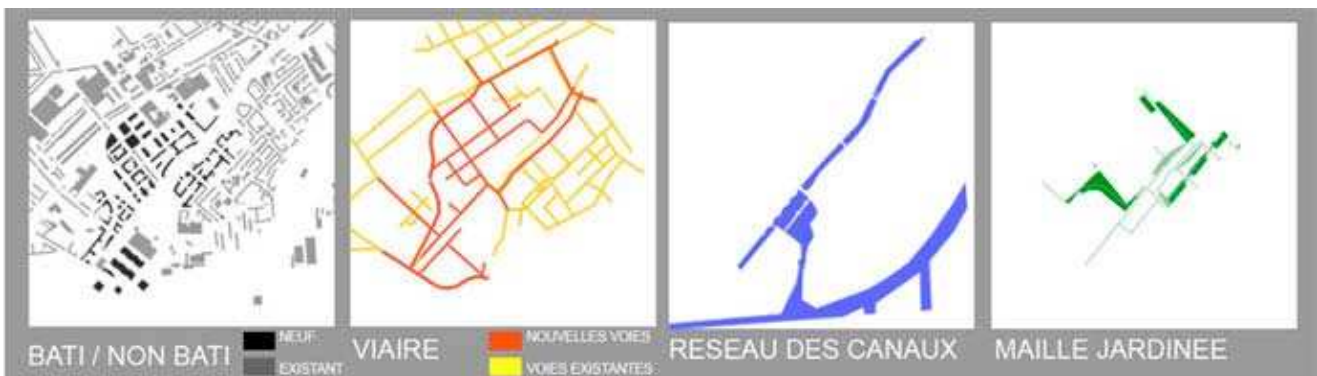 BATI / NON BATI
NEUF
EXISTANT
VIAIRE
NOUVELLES VOIES
VOIES EXISTANTES
RESEAU DES CANAUX
MAILLE JARDINEE